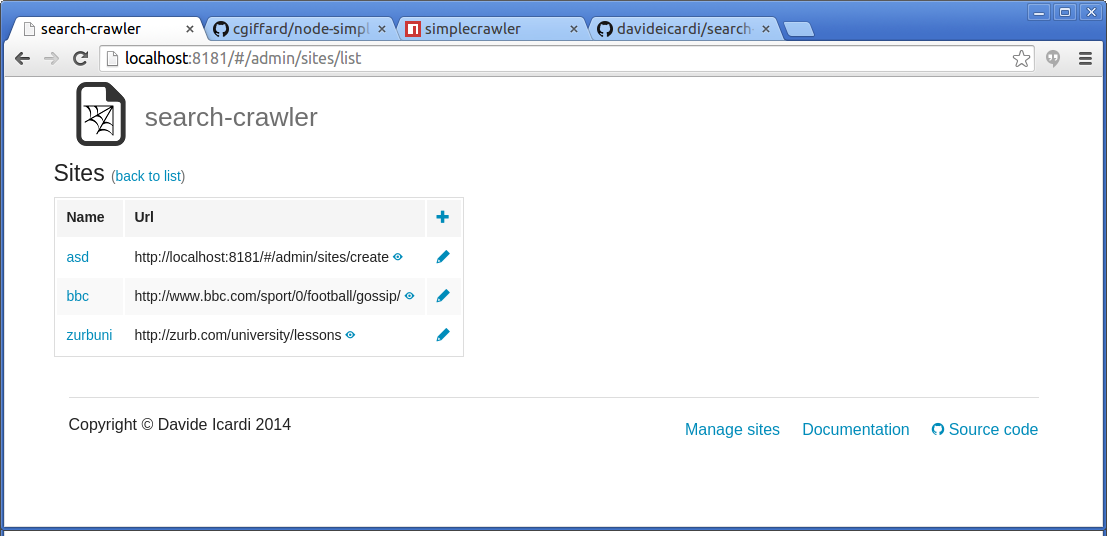 search-crawler
cgiffard/node-simpl
simplecrawler
davideicardi/search-
localhost:8181/#/admin/sites/list
search-crawler
Sites (back to list)
Name Url
asd http://localhost:8181/#/admin/sites/create
bbc http://www.bbc.com/sport/0/football/gossip/
zurbuni http://zurb.com/university/lessons
Copyright © Davide Icardi 2014
Manage sites Documentation Source code